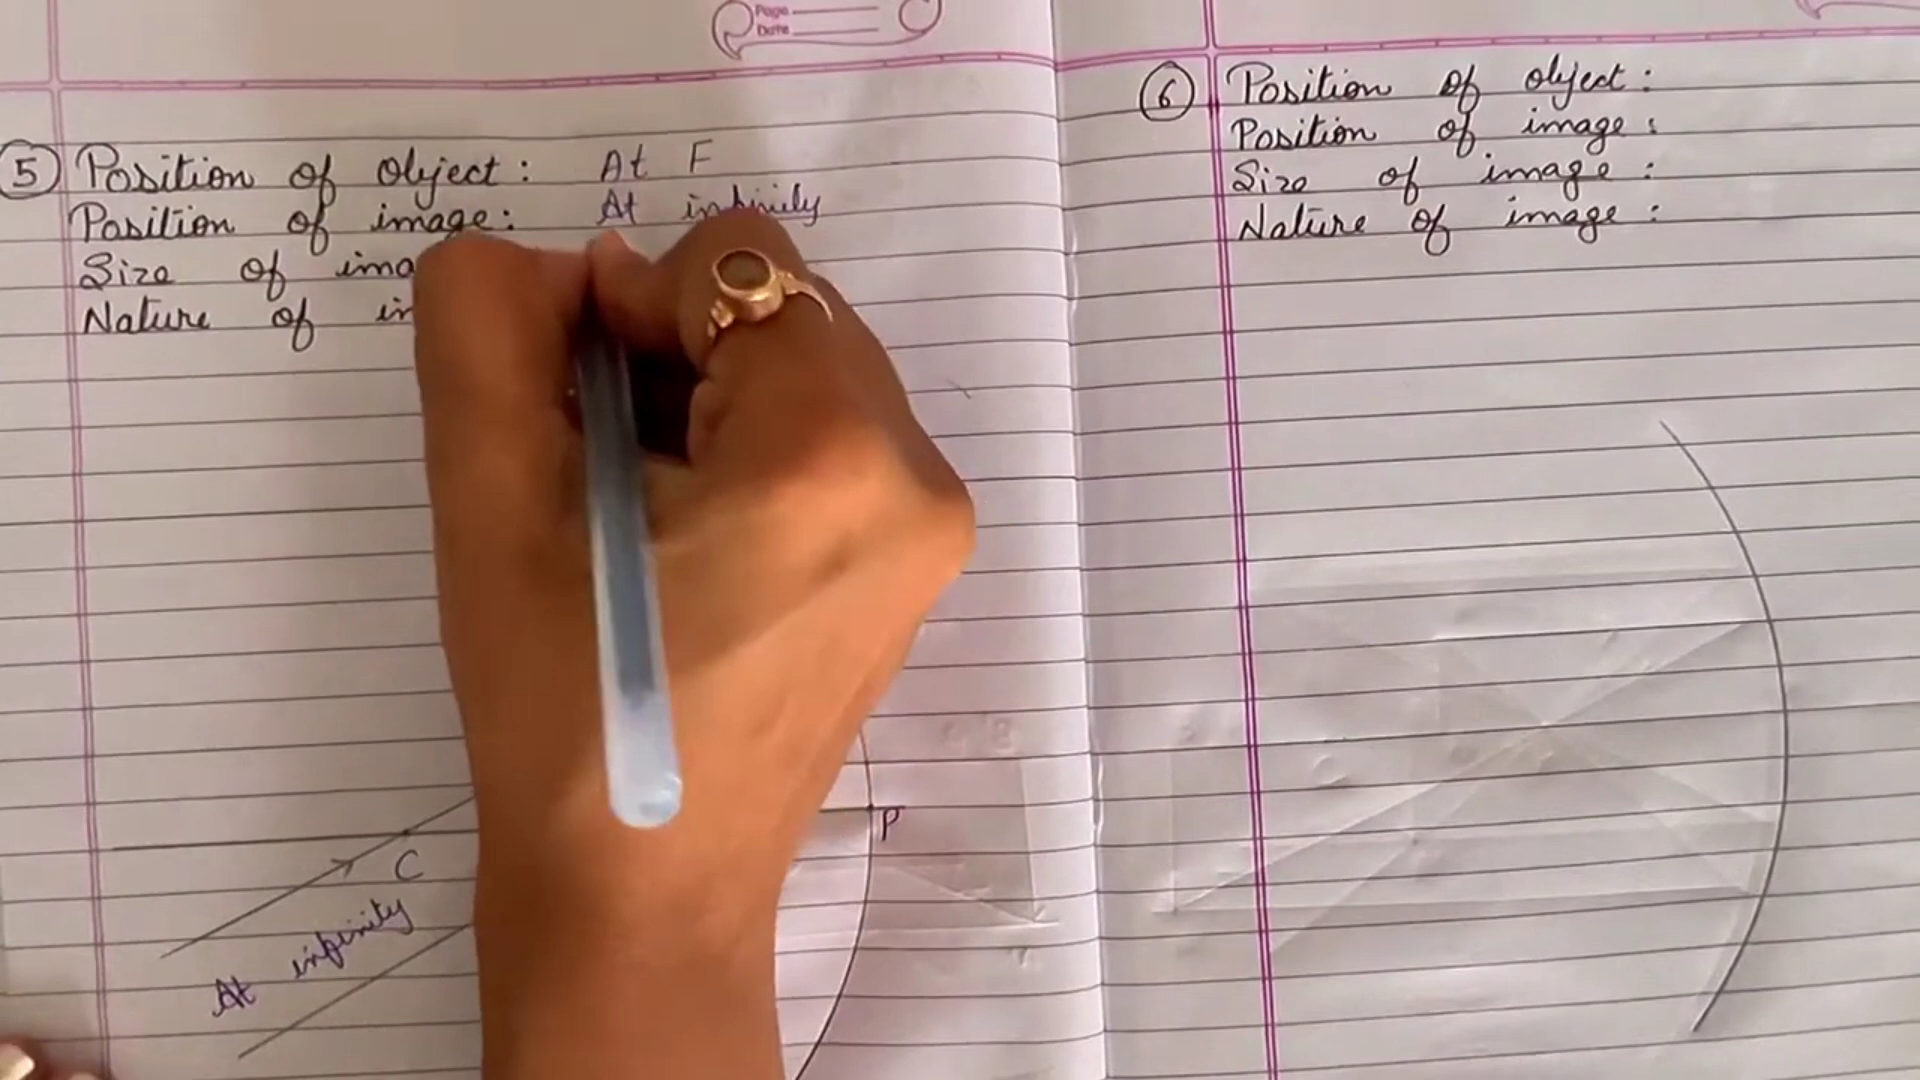 Page
Date
5 Position of object: At F
Position of image: At infinity
Size of ima
Nature of
P
C
At infinity
6 Position of object:
Position of image:
Size of image:
Nature of image: